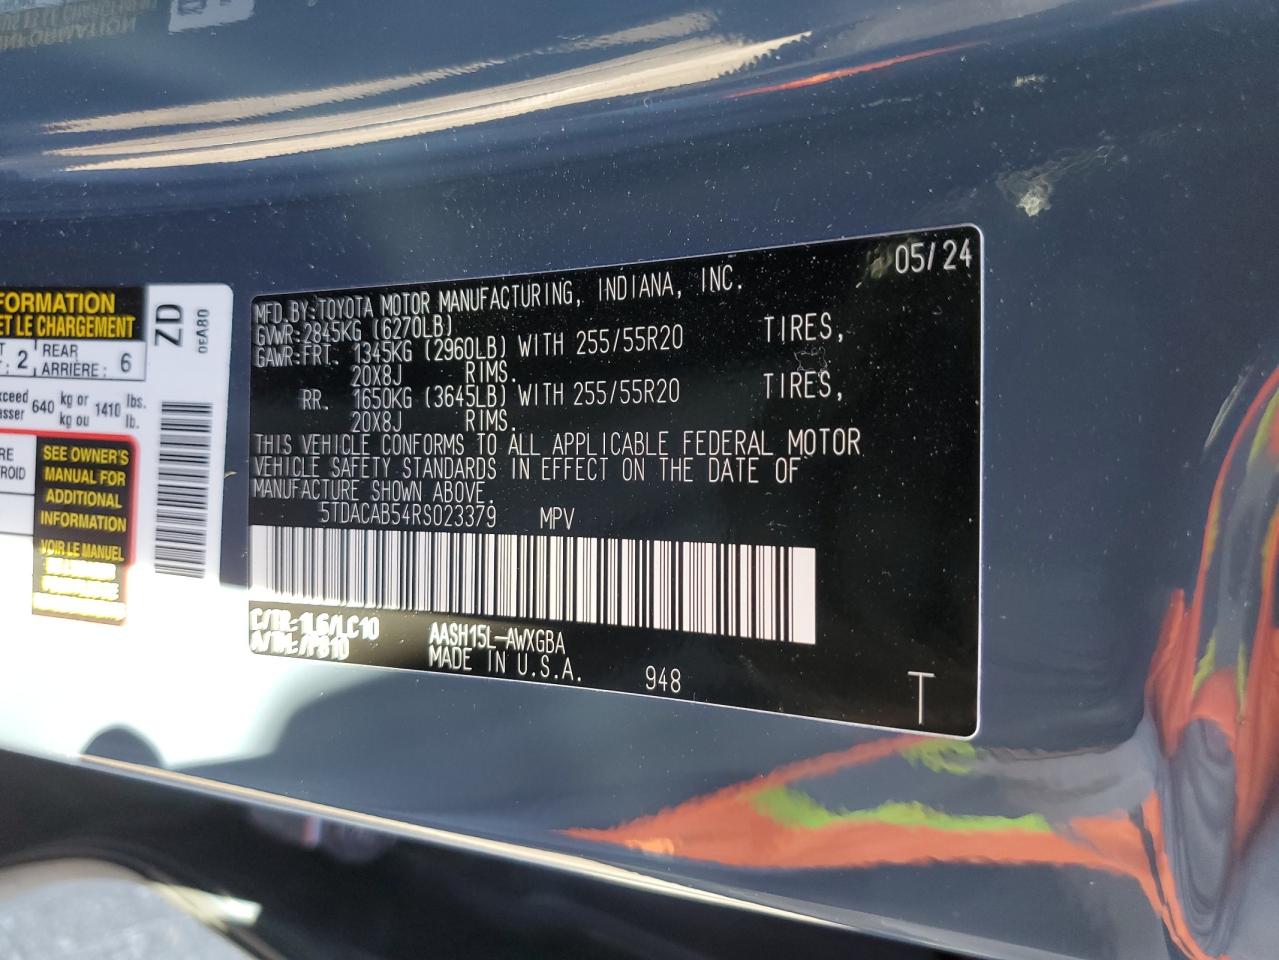 FORMATION
ET LE CHARGEMENT
2 REAR 6
ARRIÈRE:
640 kg or 1410 lbs.
kg ou lb.
SEE OWNER'S
MANUAL FOR
ADDITIONAL
INFORMATION
VOIR LE MANUEL
ZD
0EA80
05/24
MFD.BY:TOYOTA MOTOR MANUFACTURING, INDIANA, INC.
GVWR:2845KG (6270LB)
GAWR:FRT. 1345KG (2960LB) WITH 255/55R20 TIRES,
20X8J RIMS.
RR. 1650KG (3645LB) WITH 255/55R20 TIRES,
20X8J RIMS.
THIS VEHICLE CONFORMS TO ALL APPLICABLE FEDERAL MOTOR
VEHICLE SAFETY STANDARDS IN EFFECT ON THE DATE OF
MANUFACTURE SHOWN ABOVE.
5TDACAB54RS023379 MPV
C/TR:1L6/LC10 AASH15L-AWXGBA
MADE IN U.S.A. 948
T